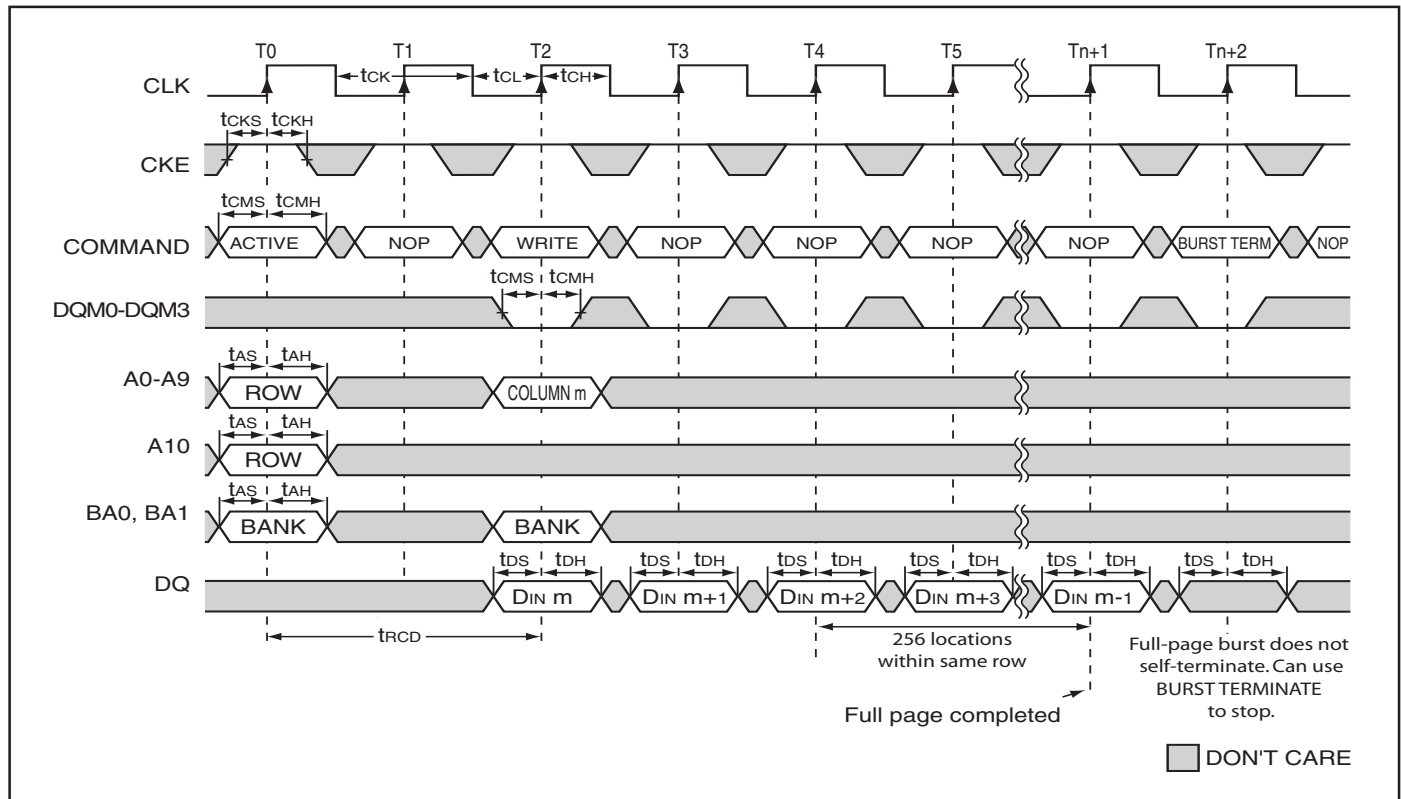 T0 T1 T2 T3 T4 T5 Tn+1 Tn+2
CLK tCK tCL tCH
tCKS tCKH
CKE
tCMS tCMH
COMMAND ACTIVE NOP WRITE NOP NOP NOP NOP BURST TERM NOP
tCMS tCMH
DQM0-DQM3
tAS tAH
A0-A9 ROW COLUMN m
tAS tAH
A10 ROW
tAS tAH
BA0, BA1 BANK BANK
tDS tDH tDS tDH tDS tDH tDS tDH tDS tDH tDS tDH
DQ DIN m DIN m+1 DIN m+2 DIN m+3 DIN m-1
tRCD
256 locations
within same row
Full page completed
Full-page burst does not
self-terminate. Can use
BURST TERMINATE
to stop.
DON'T CARE